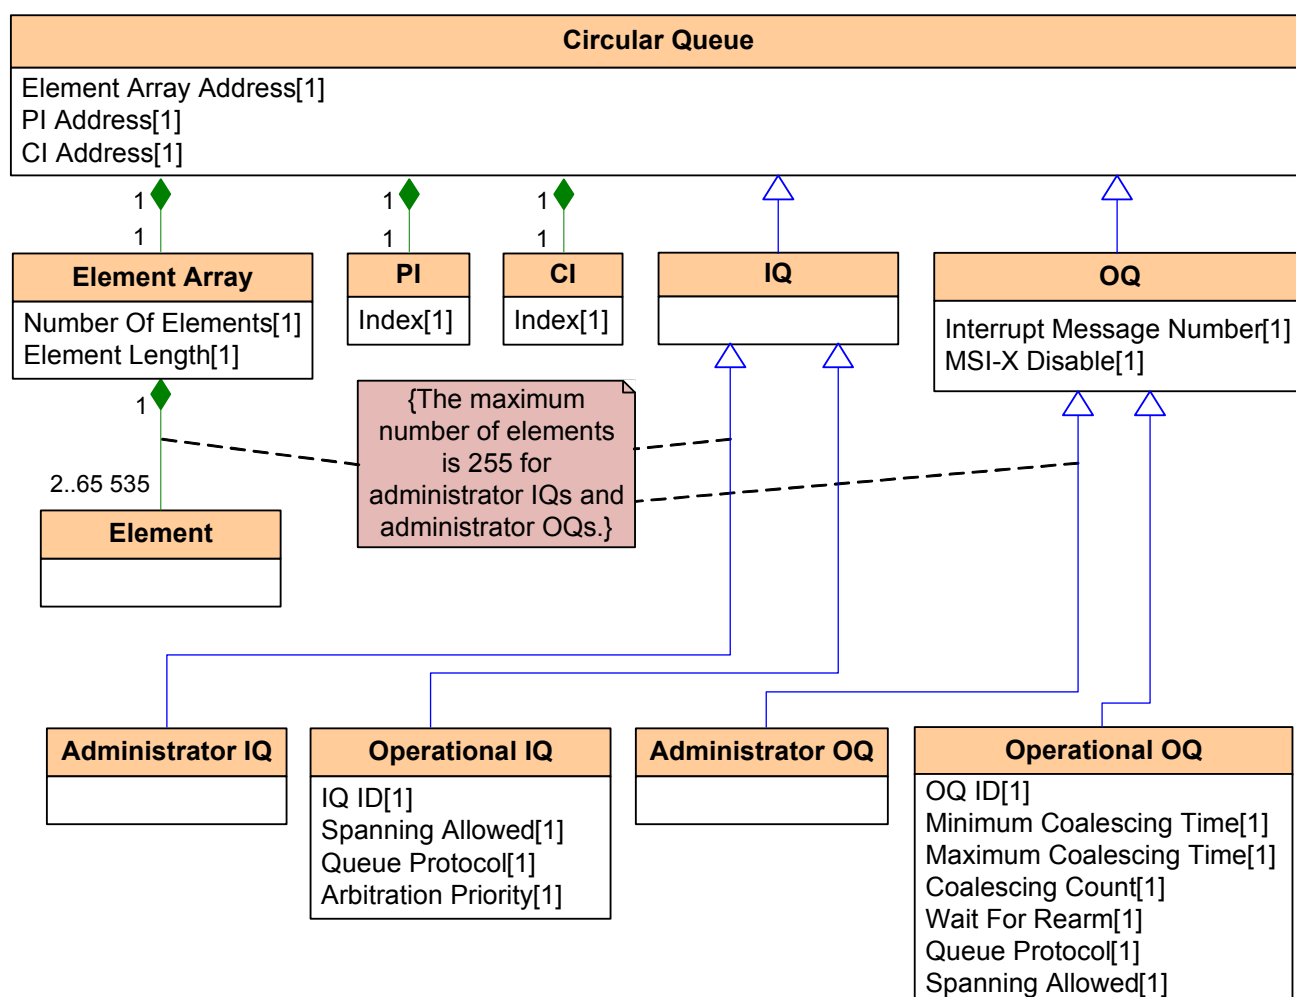 Circular Queue
Element Array Address[1]
PI Address[1]
CI Address[1]
1
1
1
1
1
1
Element Array
Number Of Elements[1]
Element Length[1]
PI
Index[1]
CI
Index[1]
IQ
OQ
Interrupt Message Number[1]
MSI-X Disable[1]
1
2..65 535
{The maximum
number of elements
is 255 for
administrator IQs and
administrator OQs.}
Element
Administrator IQ
Operational IQ
IQ ID[1]
Spanning Allowed[1]
Queue Protocol[1]
Arbitration Priority[1]
Administrator OQ
Operational OQ
OQ ID[1]
Minimum Coalescing Time[1]
Maximum Coalescing Time[1]
Coalescing Count[1]
Wait For Rearm[1]
Queue Protocol[1]
Spanning Allowed[1]